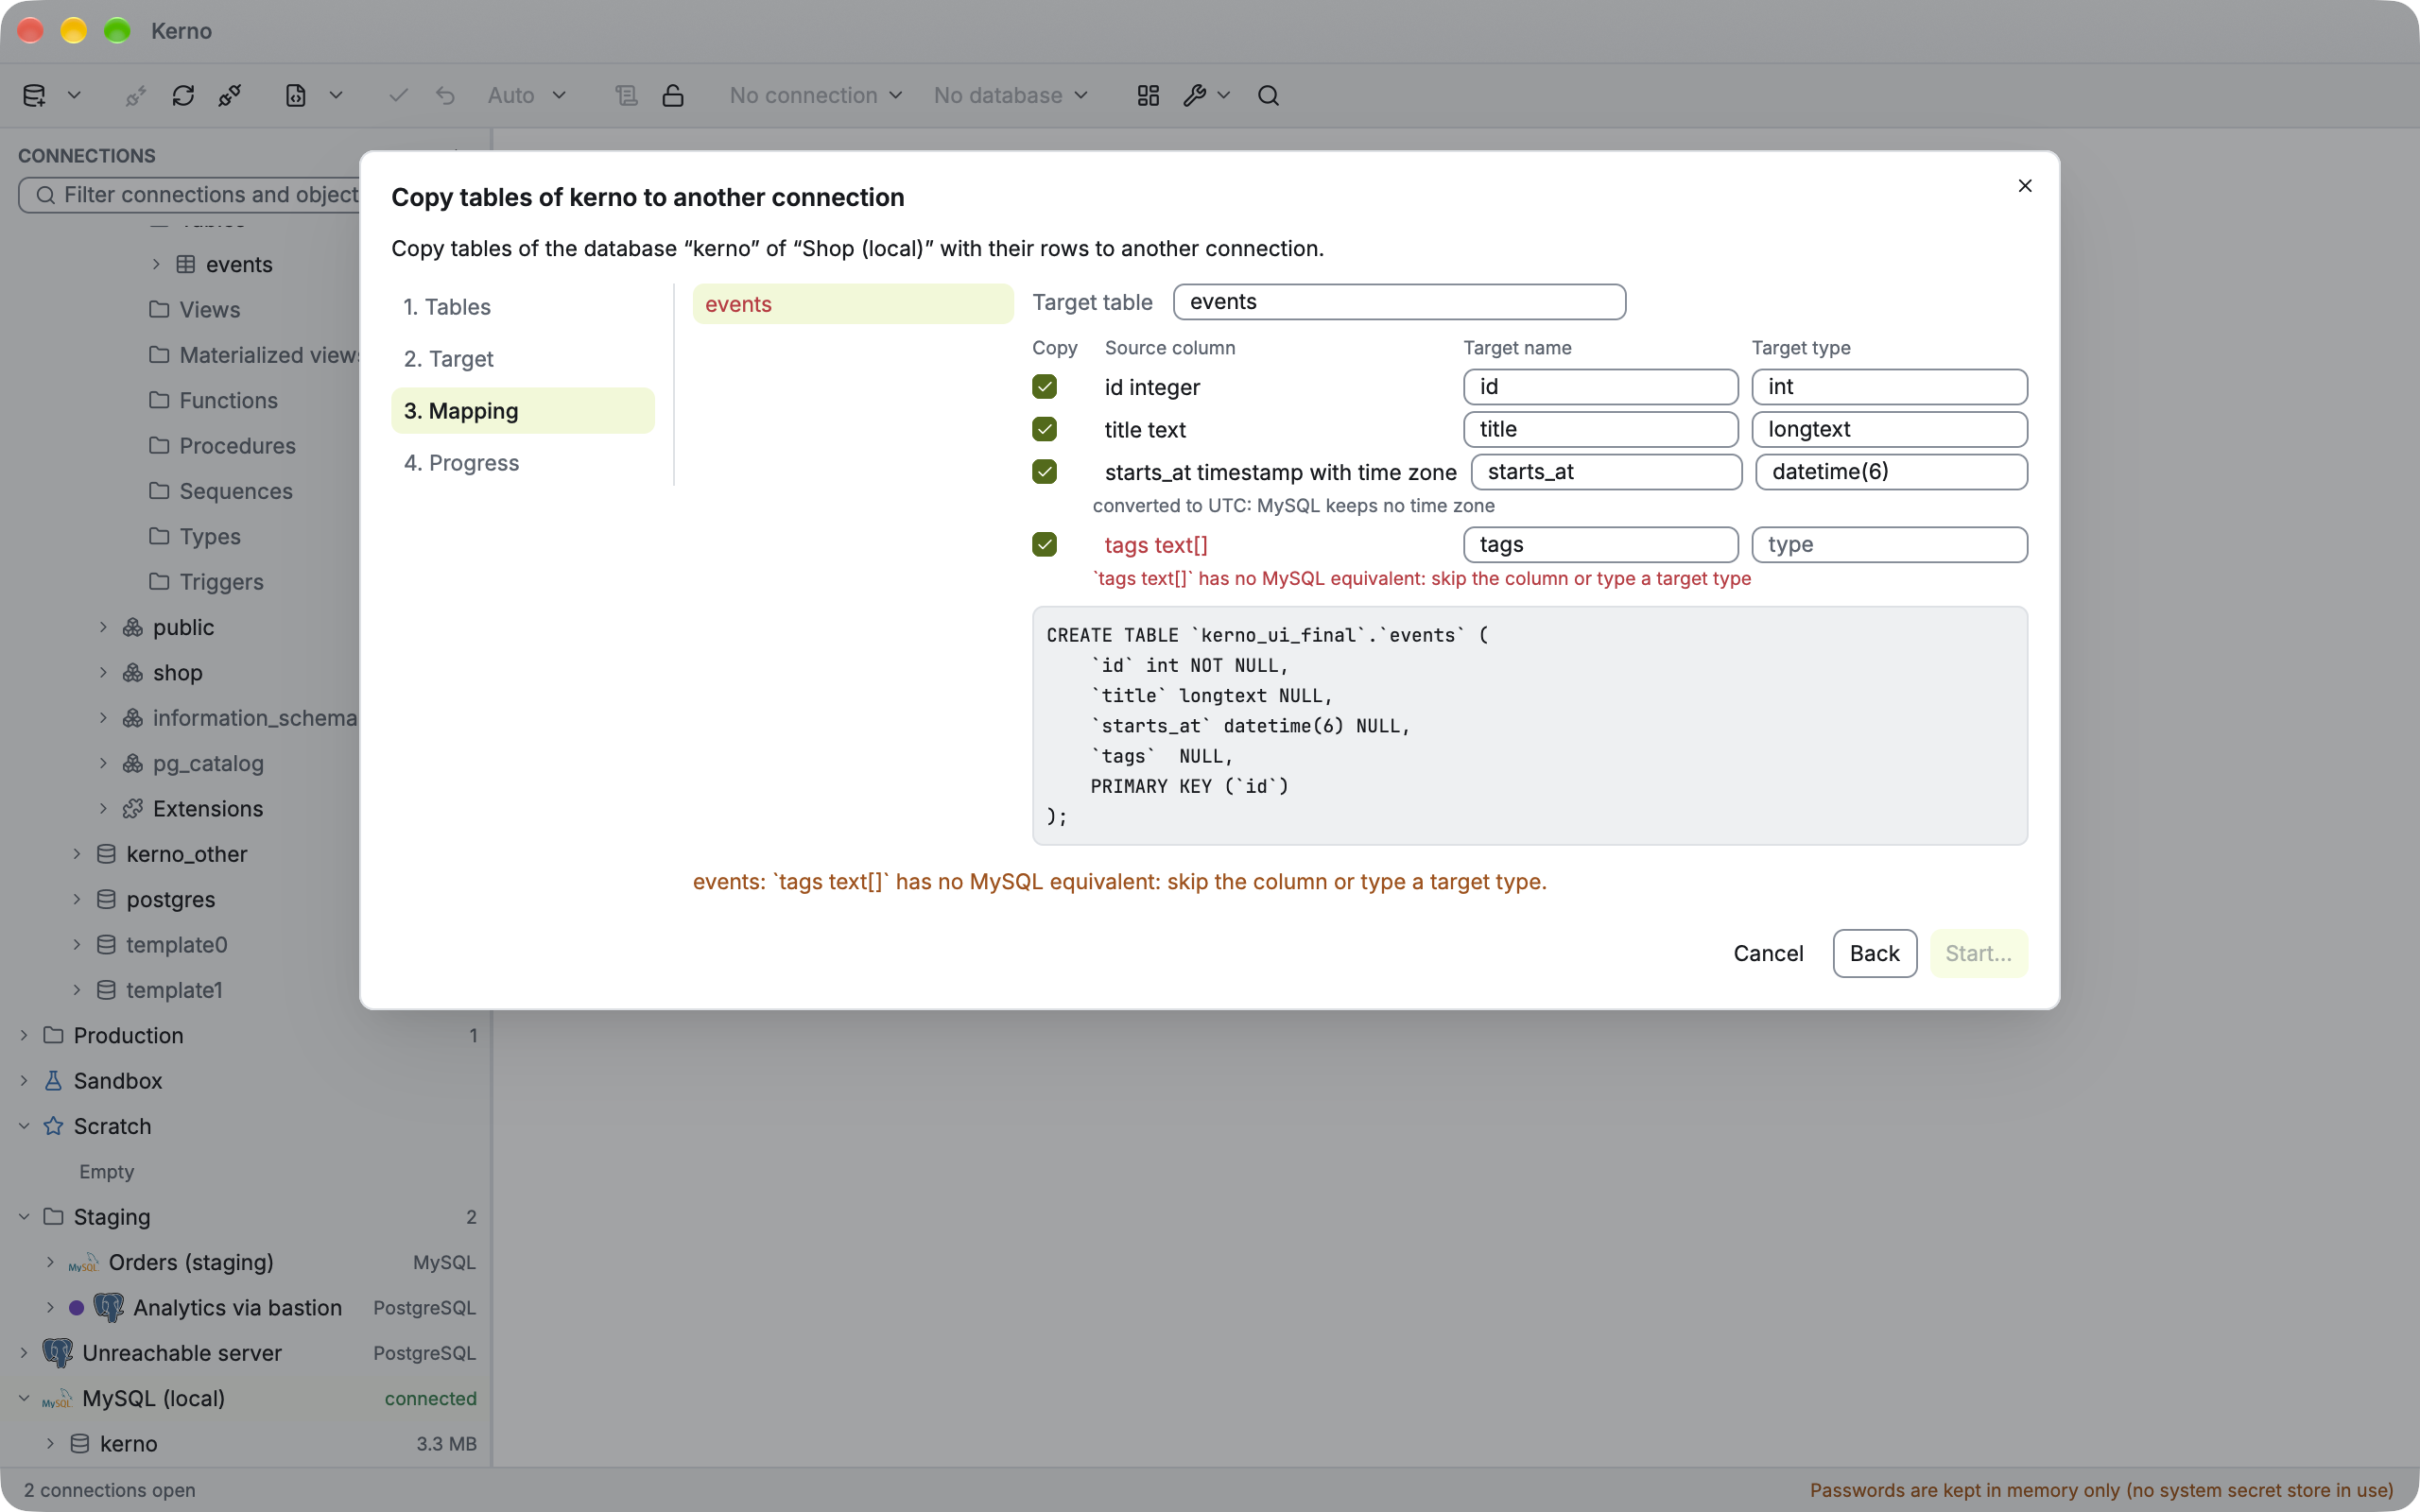 Kerno
Auto
No connection
No database
CONNECTIONS
Filter connections and object
events
Views
Materialized views
Functions
Procedures
Sequences
Types
Triggers
public
shop
information_schema
pg_catalog
Extensions
kerno_other
postgres
template0
template1
Production 1
Sandbox
Scratch
Empty
Staging 2
MySQL Orders (staging) MySQL
Analytics via bastion PostgreSQL
Unreachable server PostgreSQL
MySQL MySQL (local) connected
kerno 3.3 MB
2 connections open
Passwords are kept in memory only (no system secret store in use)
Copy tables of kerno to another connection
Copy tables of the database “kerno” of “Shop (local)” with their rows to another connection.
1. Tables
2. Target
3. Mapping
4. Progress
events
Target table events
Copy Source column Target name Target type
id integer id int
title text title longtext
starts_at timestamp with time zone starts_at datetime(6)
converted to UTC: MySQL keeps no time zone
tags text[] tags type
`tags text[]` has no MySQL equivalent: skip the column or type a target type
CREATE TABLE `kerno_ui_final`.`events` (
    `id` int NOT NULL,
    `title` longtext NULL,
    `starts_at` datetime(6) NULL,
    `tags`  NULL,
    PRIMARY KEY (`id`)
);
events: `tags text[]` has no MySQL equivalent: skip the column or type a target type.
Cancel
Back
Start...